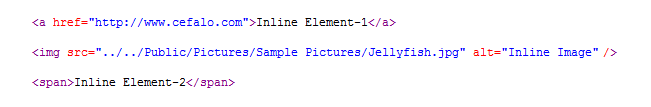 <a href="http://www.cefalo.com">Inline Element-1</a>
<img src="../../Public/Pictures/Sample Pictures/Jellyfish.jpg" alt="Inline Image" />
<span>Inline Element-2</span>